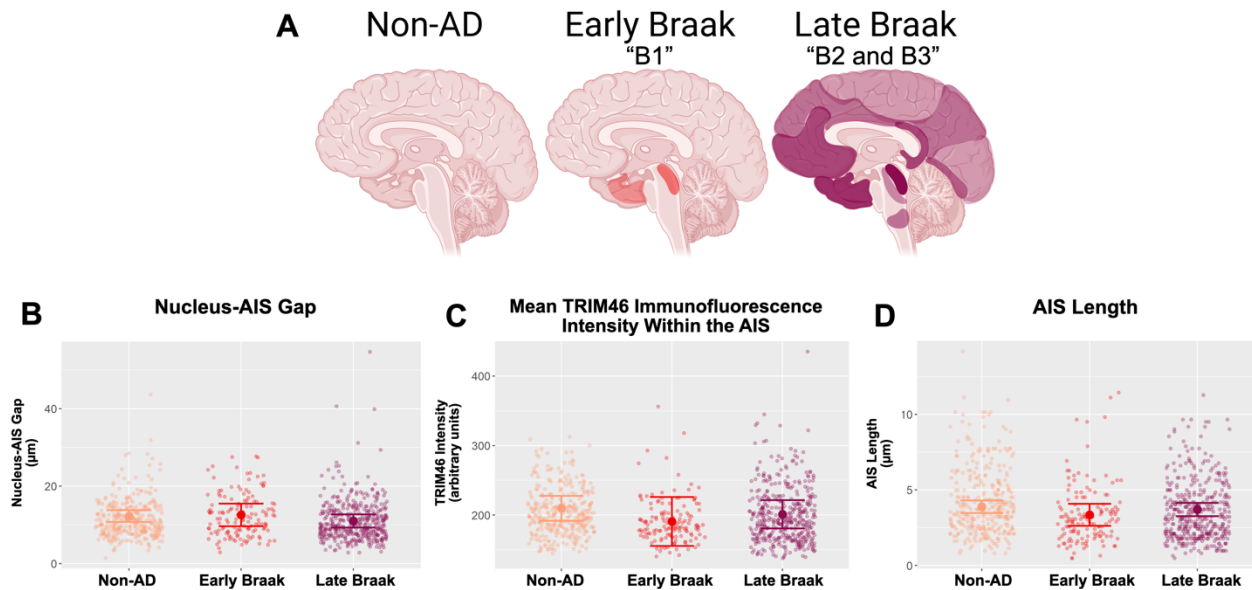 A
Non-AD
Early Braak
"B1"
Late Braak
"B2 and B3"
B
Nucleus-AIS Gap
Nucleus-AIS Gap
(µm)
40
20
0
Non-AD
Early Braak
Late Braak
C
Mean TRIM46 Immunofluorescence
Intensity Within the AIS
TRIM46 Intensity
(arbitrary units)
400
300
200
Non-AD
Early Braak
Late Braak
D
AIS Length
AIS Length
(µm)
10
5
0
Non-AD
Early Braak
Late Braak